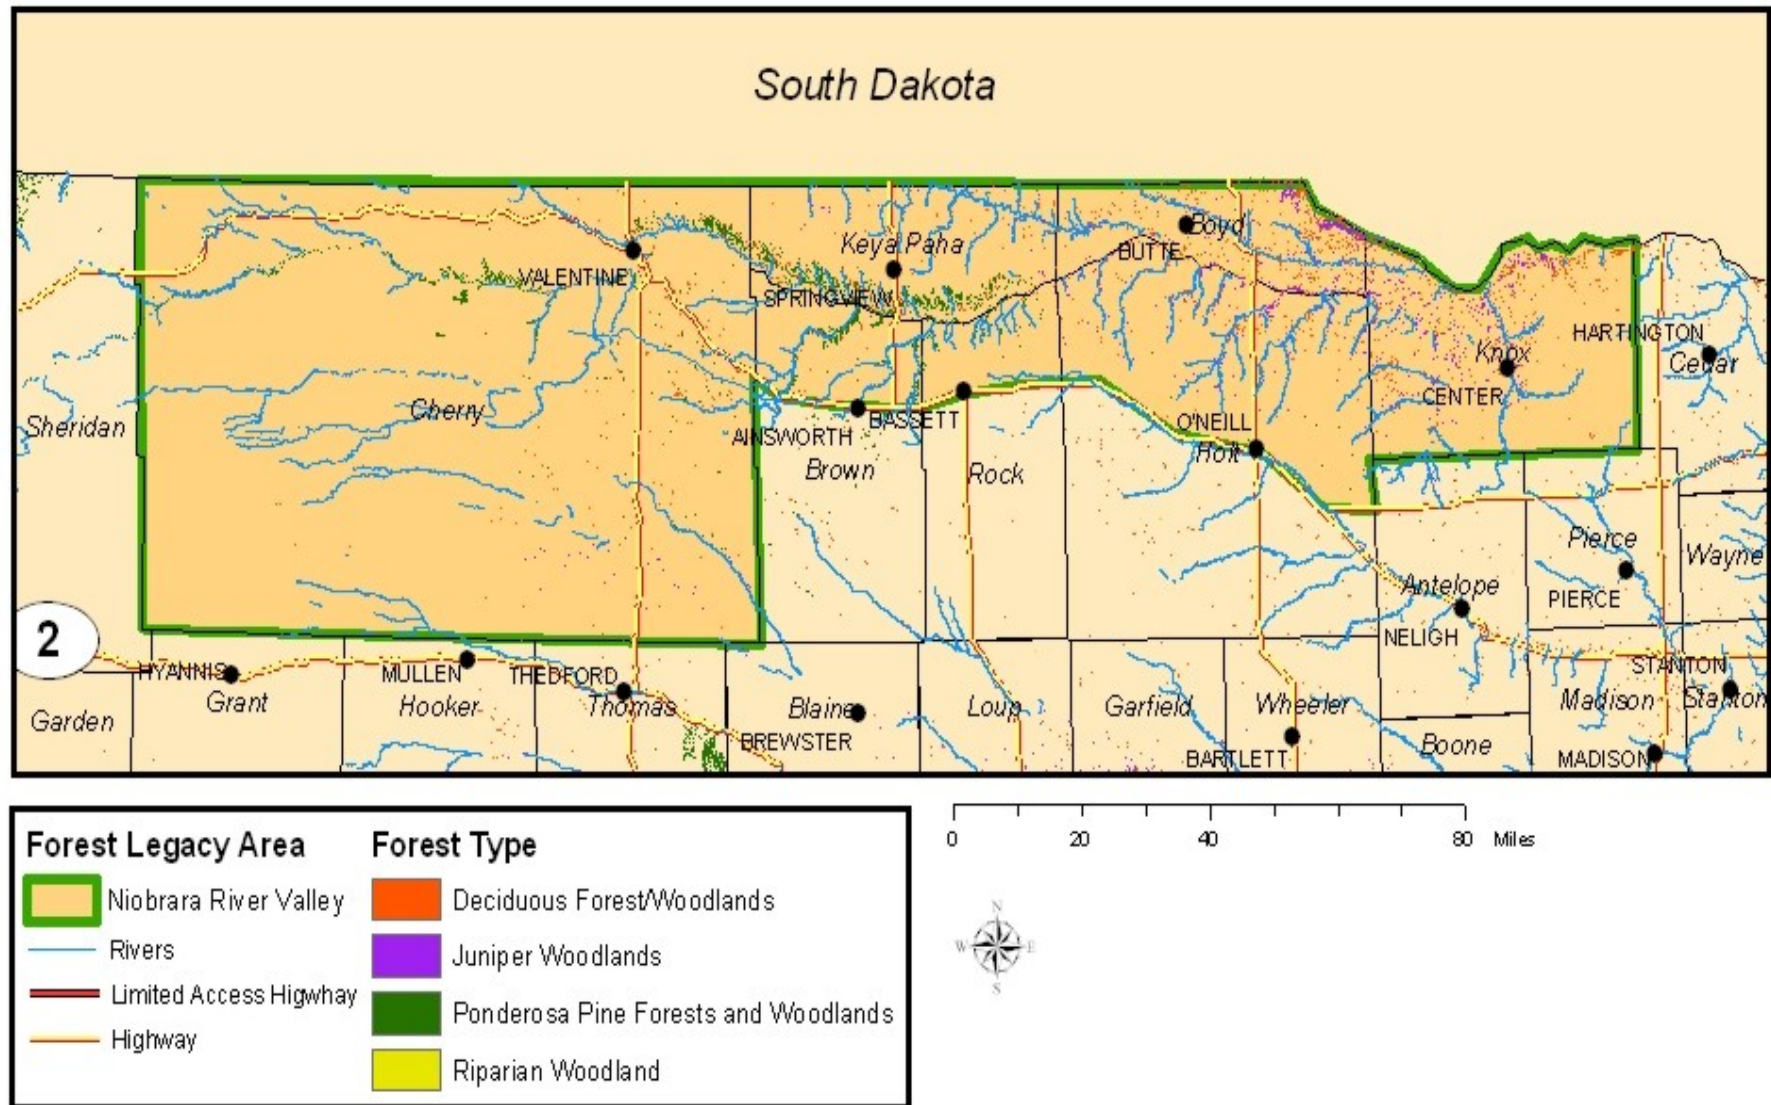 South Dakota
Boyd
BUTTE
Keya Paha
VALENTINE
SPRINGVIEW
HARTINGTON
Knox
Cedar
CENTER
Cherry
Sheridan
BASSETT
O'NEILL
AINSWORTH
Holt
Brown
Rock
Pierce
Wayne
Antelope
PIERCE
2
NELIGH
HYANNIS
MULLEN
THEDFORD
STANTON
Grant
Hooker
Thomas
Blaine
Loup
Garfield
Wheeler
Madison
Stanton
Garden
BREWSTER
Boone
BARTLETT
MADISON
Forest Legacy Area
Niobrara River Valley
Rivers
Limited Access Higwhay
Highway
Forest Type
Deciduous Forest/Woodlands
Juniper Woodlands
Ponderosa Pine Forests and Woodlands
Riparian Woodland
0 20 40 80 Miles
N
W E
S